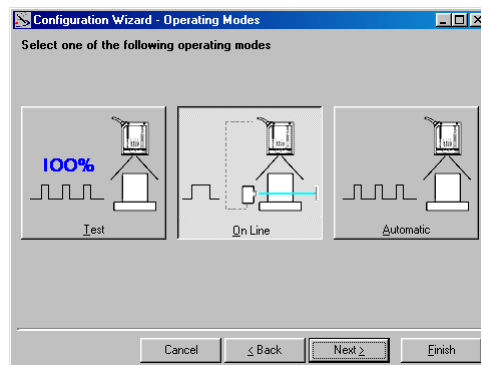 Configuration Wizard - Operating Modes
Select one of the following operating modes
100%
Test
On Line
Automatic
Cancel
< Back
Next >
Finish